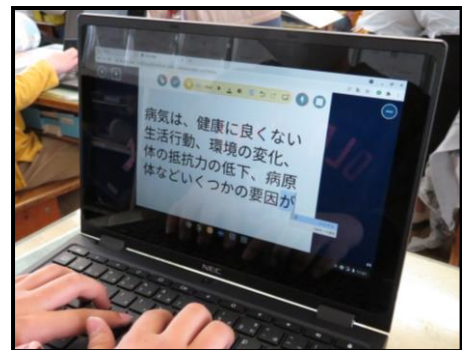 病気は、健康に良くない
生活行動、環境の変化、
体の抵抗力の低下、病原
体などいくつかの要因が
NEC